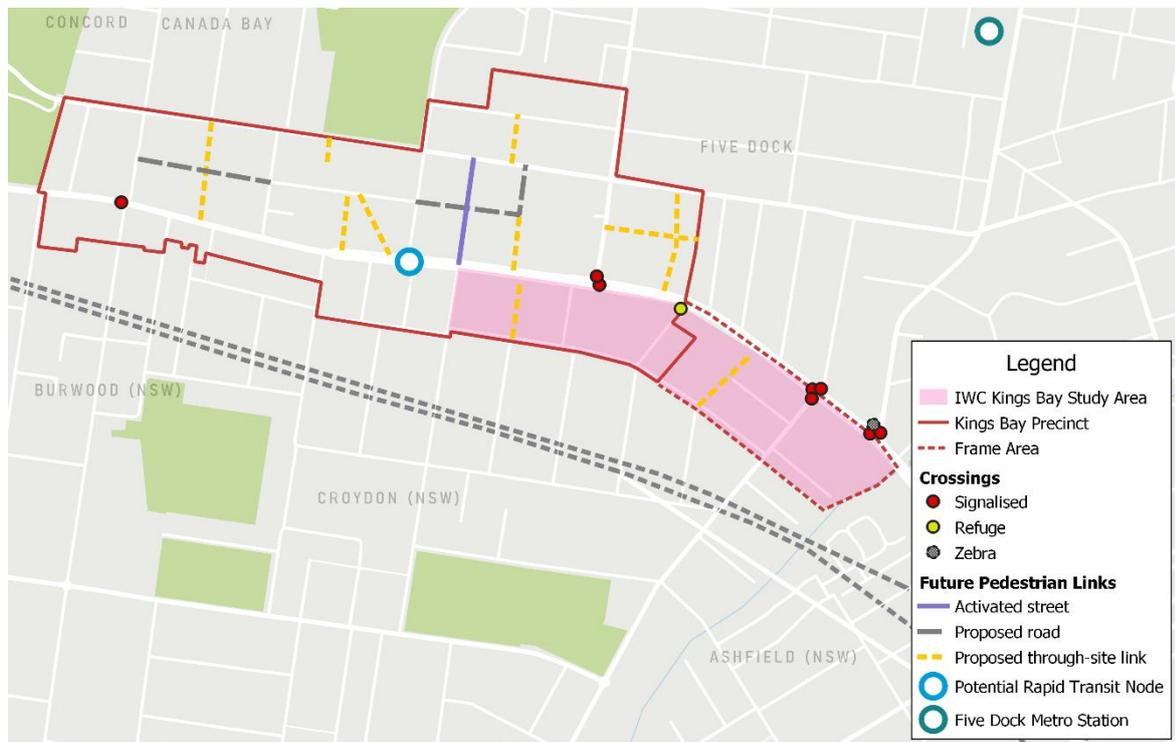 CONCORD
CANADA BAY
FIVE DOCK
BURWOOD (NSW)
CROYDON (NSW)
ASHFIELD (NSW)
Legend
IWC Kings Bay Study Area
Kings Bay Precinct
Frame Area
Crossings
Signalised
Refuge
Zebra
Future Pedestrian Links
Activated street
Proposed road
Proposed through-site link
Potential Rapid Transit Node
Five Dock Metro Station